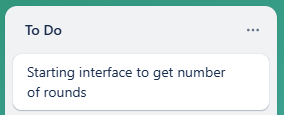 To Do
Starting interface to get number
of rounds